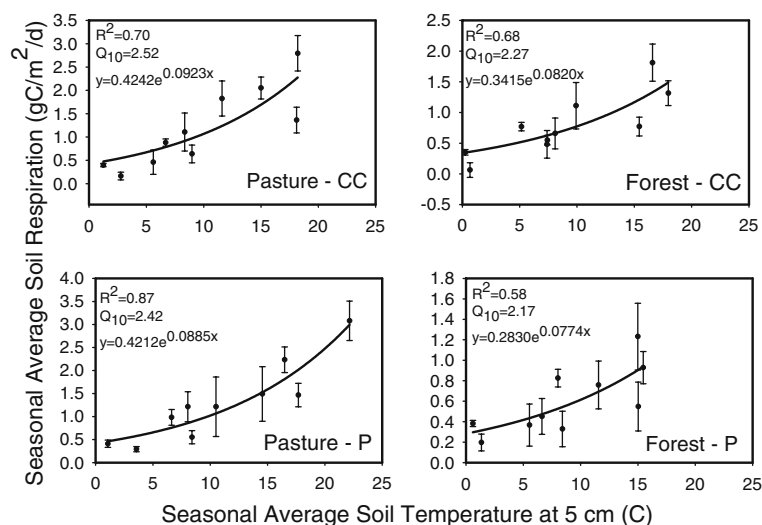 Seasonal Average Soil Respiration (gC/m²/d)
3.5
3.0
2.5
2.0
1.5
1.0
0.5
0.0
R²=0.70
Q₁₀=2.52
y=0.4242e^0.0923x
Pasture - CC
0 5 10 15 20 25
2.5
2.0
1.5
1.0
0.5
0.0
-0.5
R²=0.68
Q₁₀=2.27
y=0.3415e^0.0820x
Forest - CC
0 5 10 15 20 25
4.0
3.5
3.0
2.5
2.0
1.5
1.0
0.5
0.0
R²=0.87
Q₁₀=2.42
y=0.4212e^0.0885x
Pasture - P
0 5 10 15 20 25
1.8
1.6
1.4
1.2
1.0
0.8
0.6
0.4
0.2
0.0
R²=0.58
Q₁₀=2.17
y=0.2830e^0.0774x
Forest - P
0 5 10 15 20 25
Seasonal Average Soil Temperature at 5 cm (C)